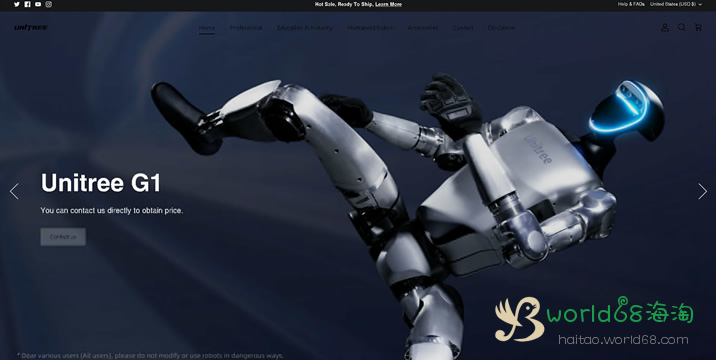 Hot Sale, Ready To Ship, Learn More
Help & FAQs
United States (USD $)
UNITREE
Home
Professional
Education & Industry
Humanoid Robot
Accessories
Contact
Disclaimer
Unitree G1
You can contact us directly to obtain price.
Contact us
Unitree
world68海淘
haitao.world68.com
* Dear various users (All users), please do not modify or use robots in dangerous ways.